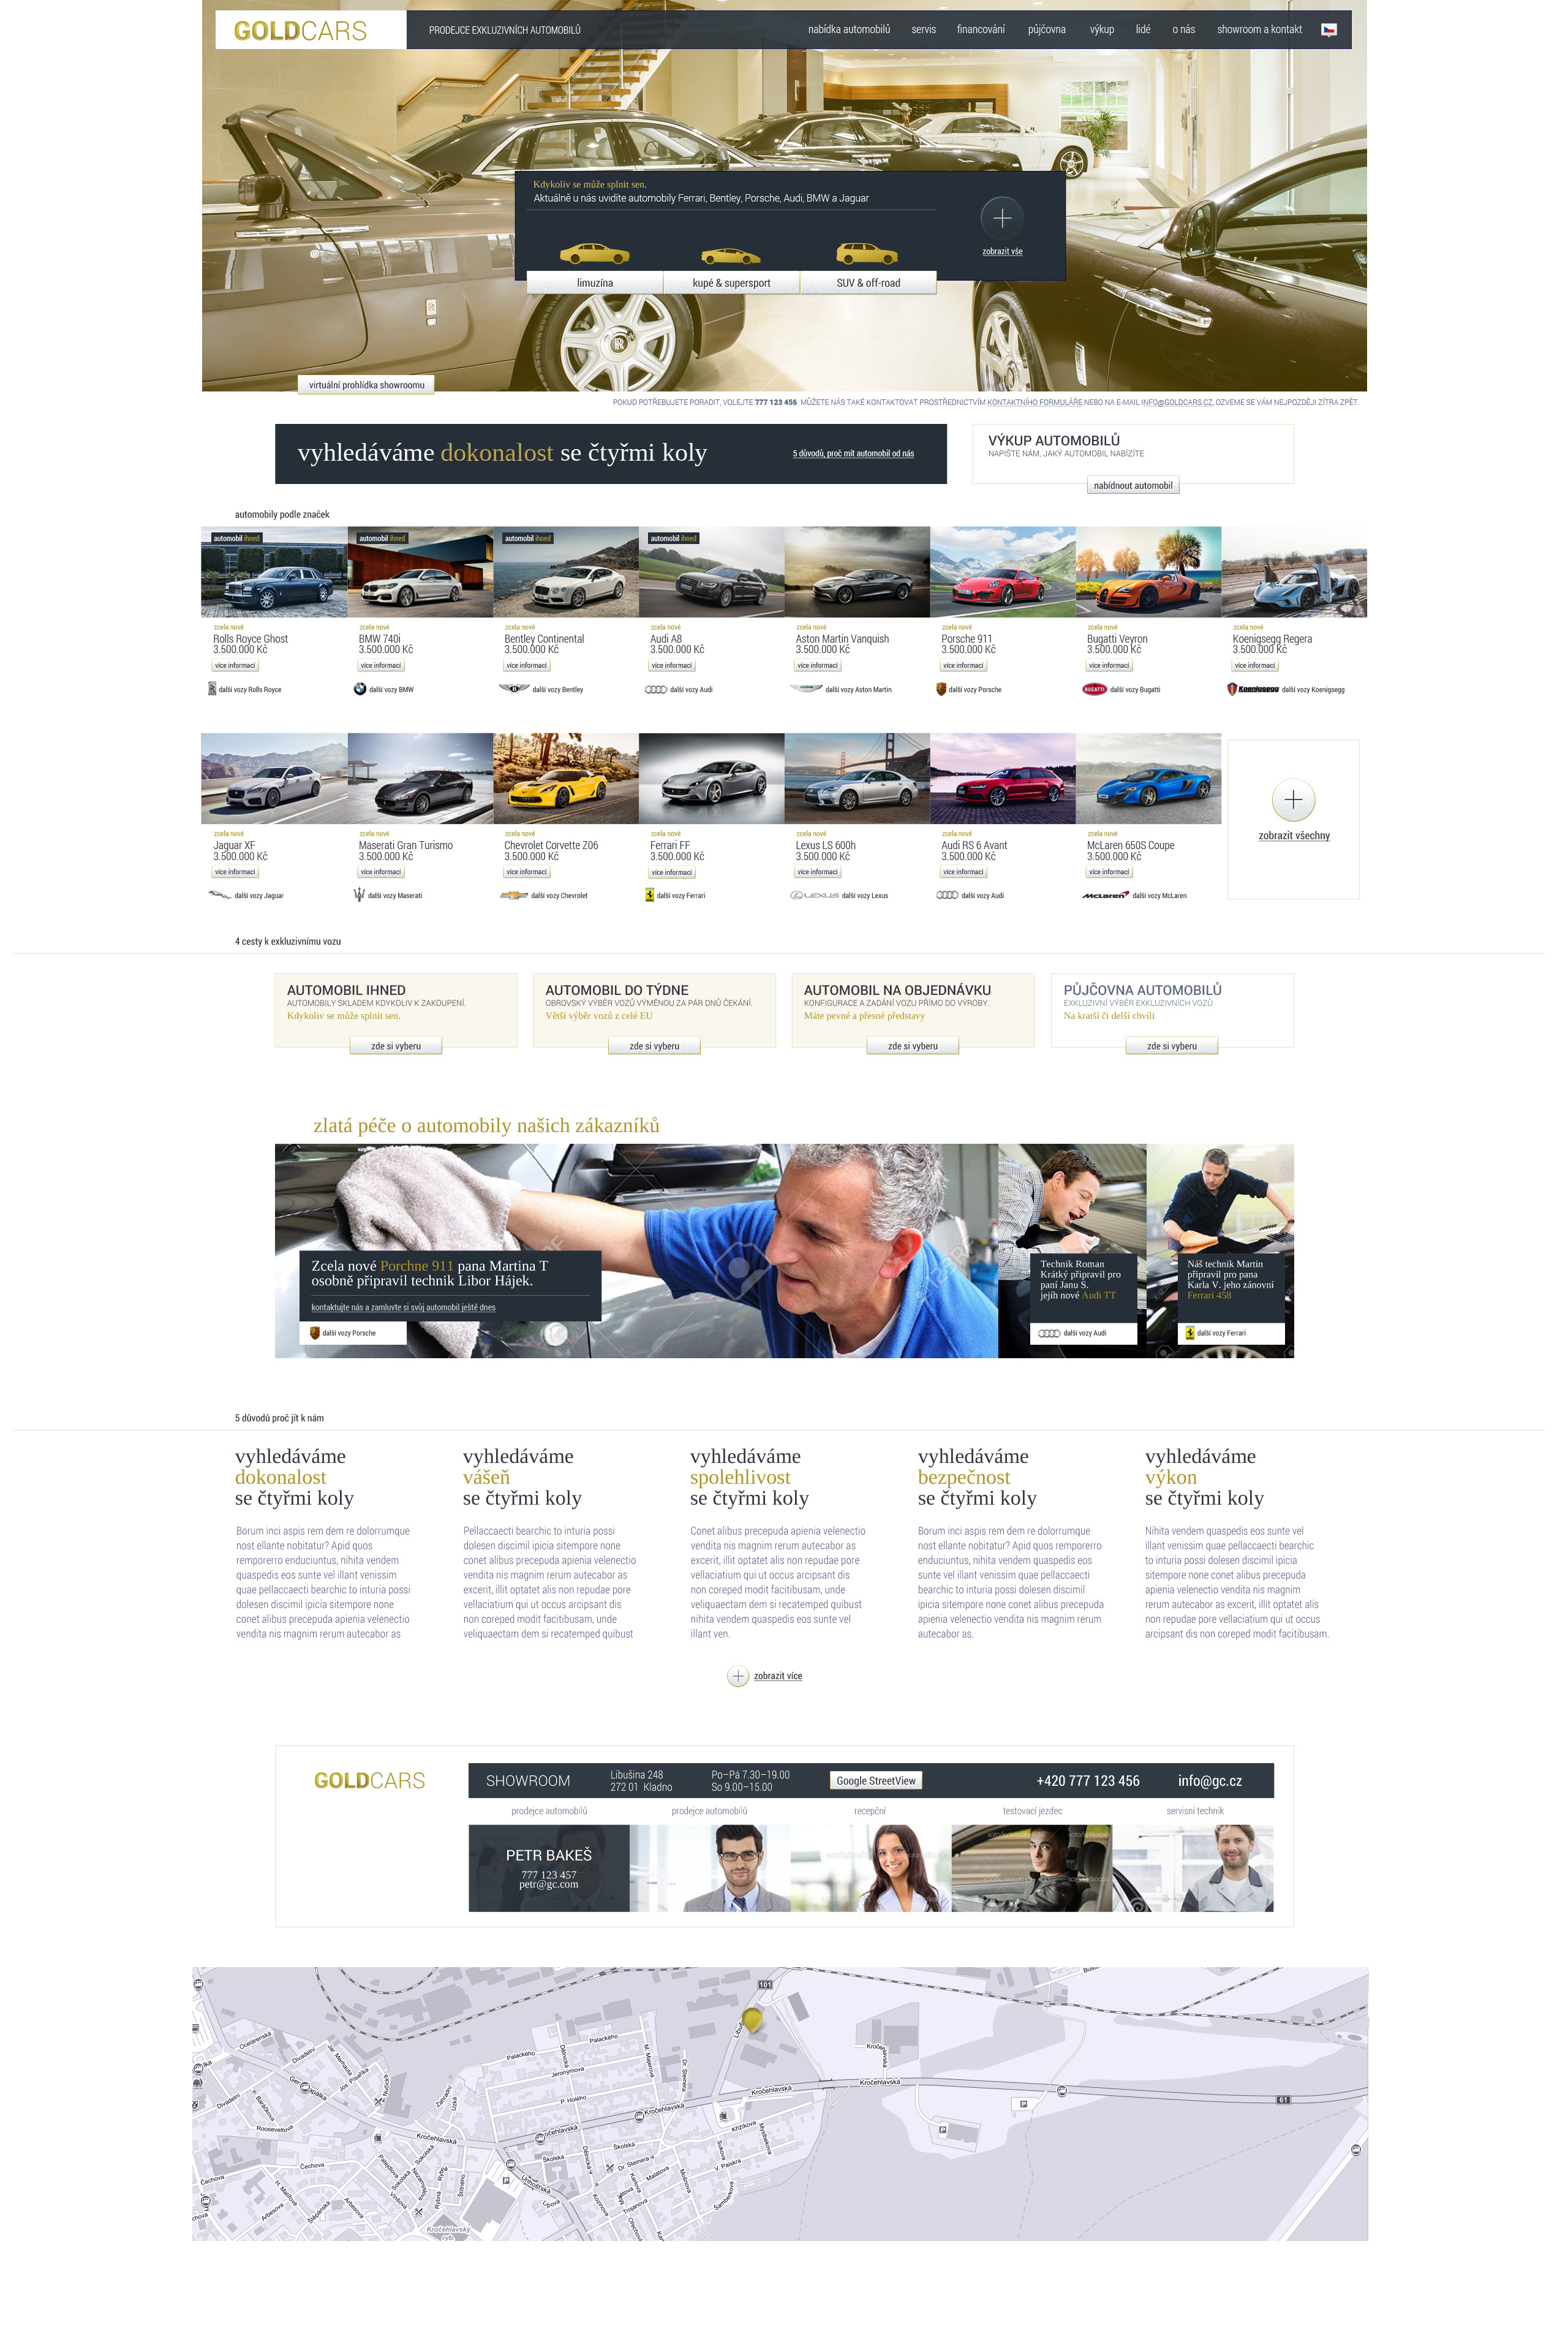 GOLDCARS
PRODEJCE EXKLUZIVNÍCH AUTOMOBILŮ
nabídka automobilů
servis
financování
půjčovna
výkup
lidé
o nás
showroom a kontakt
Kdykoliv se může splnit sen.
Aktuálně u nás uvidíte automobily Ferrari, Bentley, Porsche, Audi, BMW a Jaguar
zobrazit vše
limuzína
kupé & supersport
SUV & off-road
virtuální prohlídka showroomu
POKUD POTŘEBUJETE PORADIT, VOLEJTE 777 123 456. MŮŽETE NÁS TAKÉ KONTAKTOVAT PROSTŘEDNICTVÍM KONTAKTNÍHO FORMULÁŘE NEBO NA E-MAIL INFO@GOLDCARS.CZ, OZVEME SE VÁM NEJPOZDĚJI ZÍTRA ZPĚT.
vyhledáváme dokonalost se čtyřmi koly
5 důvodů, proč mít automobil od nás
VÝKUP AUTOMOBILŮ
NAPIŠTE NÁM, JAKÝ AUTOMOBIL NABÍZÍTE
nabídnout automobil
automobily podle značek
automobil ihned
automobil ihned
automobil ihned
automobil ihned
zcela nové
Rolls Royce Ghost
3.500.000 Kč
více informací
další vozy Rolls Royce
zcela nové
BMW 740i
3.500.000 Kč
více informací
další vozy BMW
zcela nové
Bentley Continental
3.500.000 Kč
více informací
další vozy Bentley
zcela nové
Audi A8
3.500.000 Kč
více informací
další vozy Audi
zcela nové
Aston Martin Vanquish
3.500.000 Kč
více informací
další vozy Aston Martin
zcela nové
Porsche 911
3.500.000 Kč
více informací
další vozy Porsche
zcela nové
Bugatti Veyron
3.500.000 Kč
více informací
BUGATTI
další vozy Bugatti
zcela nové
Koenigsegg Regera
3.500.000 Kč
více informací
Koenigsegg
další vozy Koenigsegg
zcela nové
Jaguar XF
3.500.000 Kč
více informací
další vozy Jaguar
zcela nové
Maserati Gran Turismo
3.500.000 Kč
více informací
další vozy Maserati
zcela nové
Chevrolet Corvette Z06
3.500.000 Kč
více informací
další vozy Chevrolet
zcela nové
Ferrari FF
3.500.000 Kč
více informací
další vozy Ferrari
zcela nové
Lexus LS 600h
3.500.000 Kč
více informací
LEXUS
další vozy Lexus
zcela nové
Audi RS 6 Avant
3.500.000 Kč
více informací
další vozy Audi
zcela nové
McLaren 650S Coupe
3.500.000 Kč
více informací
McLaren
další vozy McLaren
zobrazit všechny
4 cesty k exkluzivnímu vozu
AUTOMOBIL IHNED
AUTOMOBILY SKLADEM KDYKOLIV K ZAKOUPENÍ.
Kdykoliv se může splnit sen.
zde si vyberu
AUTOMOBIL DO TÝDNE
OBROVSKÝ VÝBĚR VOZŮ VÝMĚNOU ZA PÁR DNŮ ČEKÁNÍ.
Větší výběr vozů z celé EU
zde si vyberu
AUTOMOBIL NA OBJEDNÁVKU
KONFIGURACE A ZADÁNÍ VOZU PŘÍMO DO VÝROBY.
Máte pevné a přesné představy
zde si vyberu
PŮJČOVNA AUTOMOBILŮ
EXKLUZIVNÍ VÝBĚR EXKLUZIVNÍCH VOZŮ
Na kratší či delší chvíli
zde si vyberu
zlatá péče o automobily našich zákazníků
Zcela nové Porchne 911 pana Martina T
osobně připravil technik Libor Hájek.
kontaktujte nás a zamluvte si svůj automobil ještě dnes
další vozy Porsche
Technik Roman
Krátký připravil pro
paní Janu S.
jejíh nové Audi TT
další vozy Audi
Náš technik Martin
připravil pro pana
Karla V. jeho zánovní
Ferrari 458
další vozy Ferrari
5 důvodů proč jít k nám
vyhledáváme
dokonalost
se čtyřmi koly
Borum inci aspis rem dem re dolorrumque
nost ellante nobitatur? Apid quos
remporerro enduciuntus, nihita vendem
quaspedis eos sunte vel illant venissim
quae pellaccaecti bearchic to inturia possi
dolesen discimil ipicia sitempore none
conet alibus precepuda apienia velenectio
vendita nis magnim rerum autecabor as
vyhledáváme
vášeň
se čtyřmi koly
Pellaccaecti bearchic to inturia possi
dolesen discimil ipicia sitempore none
conet alibus precepuda apienia velenectio
vendita nis magnim rerum autecabor as
excerit, illit optatet alis non repudae pore
vellaciatium qui ut occus arcipsant dis
non coreped modit facitibusam, unde
veliquaectam dem si recatemped quibust
vyhledáváme
spolehlivost
se čtyřmi koly
Conet alibus precepuda apienia velenectio
vendita nis magnim rerum autecabor as
excerit, illit optatet alis non repudae pore
vellaciatium qui ut occus arcipsant dis
non coreped modit facitibusam, unde
veliquaectam dem si recatemped quibust
nihita vendem quaspedis eos sunte vel
illant ven.
vyhledáváme
bezpečnost
se čtyřmi koly
Borum inci aspis rem dem re dolorrumque
nost ellante nobitatur? Apid quos remporerro
enduciuntus, nihita vendem quaspedis eos
sunte vel illant venissim quae pellaccaecti
bearchic to inturia possi dolesen discimil
ipicia sitempore none conet alibus precepuda
apienia velenectio vendita nis magnim rerum
autecabor as.
vyhledáváme
výkon
se čtyřmi koly
Nihita vendem quaspedis eos sunte vel
illant venissim quae pellaccaecti bearchic
to inturia possi dolesen discimil ipicia
sitempore none conet alibus precepuda
apienia velenectio vendita nis magnim
rerum autecabor as excerit, illit optatet alis
non repudae pore vellaciatium qui ut occus
arcipsant dis non coreped modit facitibusam.
zobrazit více
GOLDCARS
SHOWROOM
Libušina 248
272 01 Kladno
Po–Pá 7.30–19.00
So 9.00–15.00
Google StreetView
+420 777 123 456
info@gc.cz
prodejce automobilů
prodejce automobilů
recepční
testovací jezdec
servisní technik
PETR BAKEŠ
777 123 457
petr@gc.com
101
Ocelárenská
Divadelní
Jar. Merhauta
Jos. Přísaříka
Palackého
Palackého
Dělnická
Jeronýmova
M. Majerové
Dr. Steinera
P. Holého
Kročehlavská
Kročehlavská
Kročehlavská
Kročehlavská
61
Divadelní
Baráčkova
Rooseveltova
Zahradní
Úzká
Křížikova
Sukova
Myslbekova
V. Palskra
Školská
Školská
Dr. Steinera
Čechova
Čechova
Sokolská
Unhošťská
Lípová
Arbesova
Arbesova
Štěpánská
Rybná
Mošnova
Trojanova
Šamberkova
Kročehlavský
ryb.